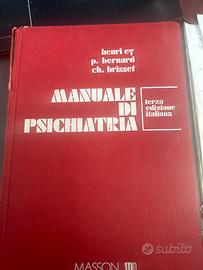 henri ey
p. bernard
ch. brisset
MANUALE
DI
PSICHIATRIA
terza
edizione
italiana
MASSON
subito